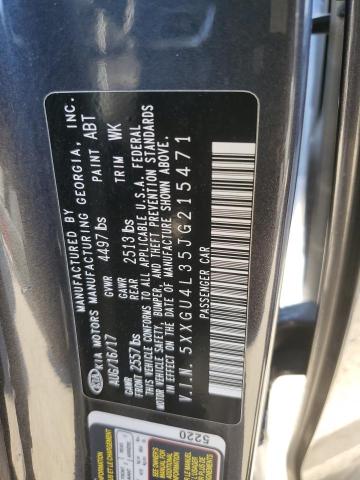 MANUFACTURED BY
KIA MOTORS MANUFACTURING GEORGIA, INC.
AUG/16/17 GVWR 4497lbs PAINT ABT
GAWR FRONT 2557lbs GAWR REAR 2513lbs TRIM WK
THIS VEHICLE CONFORMS TO ALL APPLICABLE U.S.A. FEDERAL
MOTOR VEHICLE SAFETY, BUMPER, AND THEFT PREVENTION STANDARDS
IN EFFECT ON THE DATE OF MANUFACTURE SHOWN ABOVE.
V.I.N. 5XXGU4L35JG215471
PASSENGER CAR
5220
SEE OWNER'S